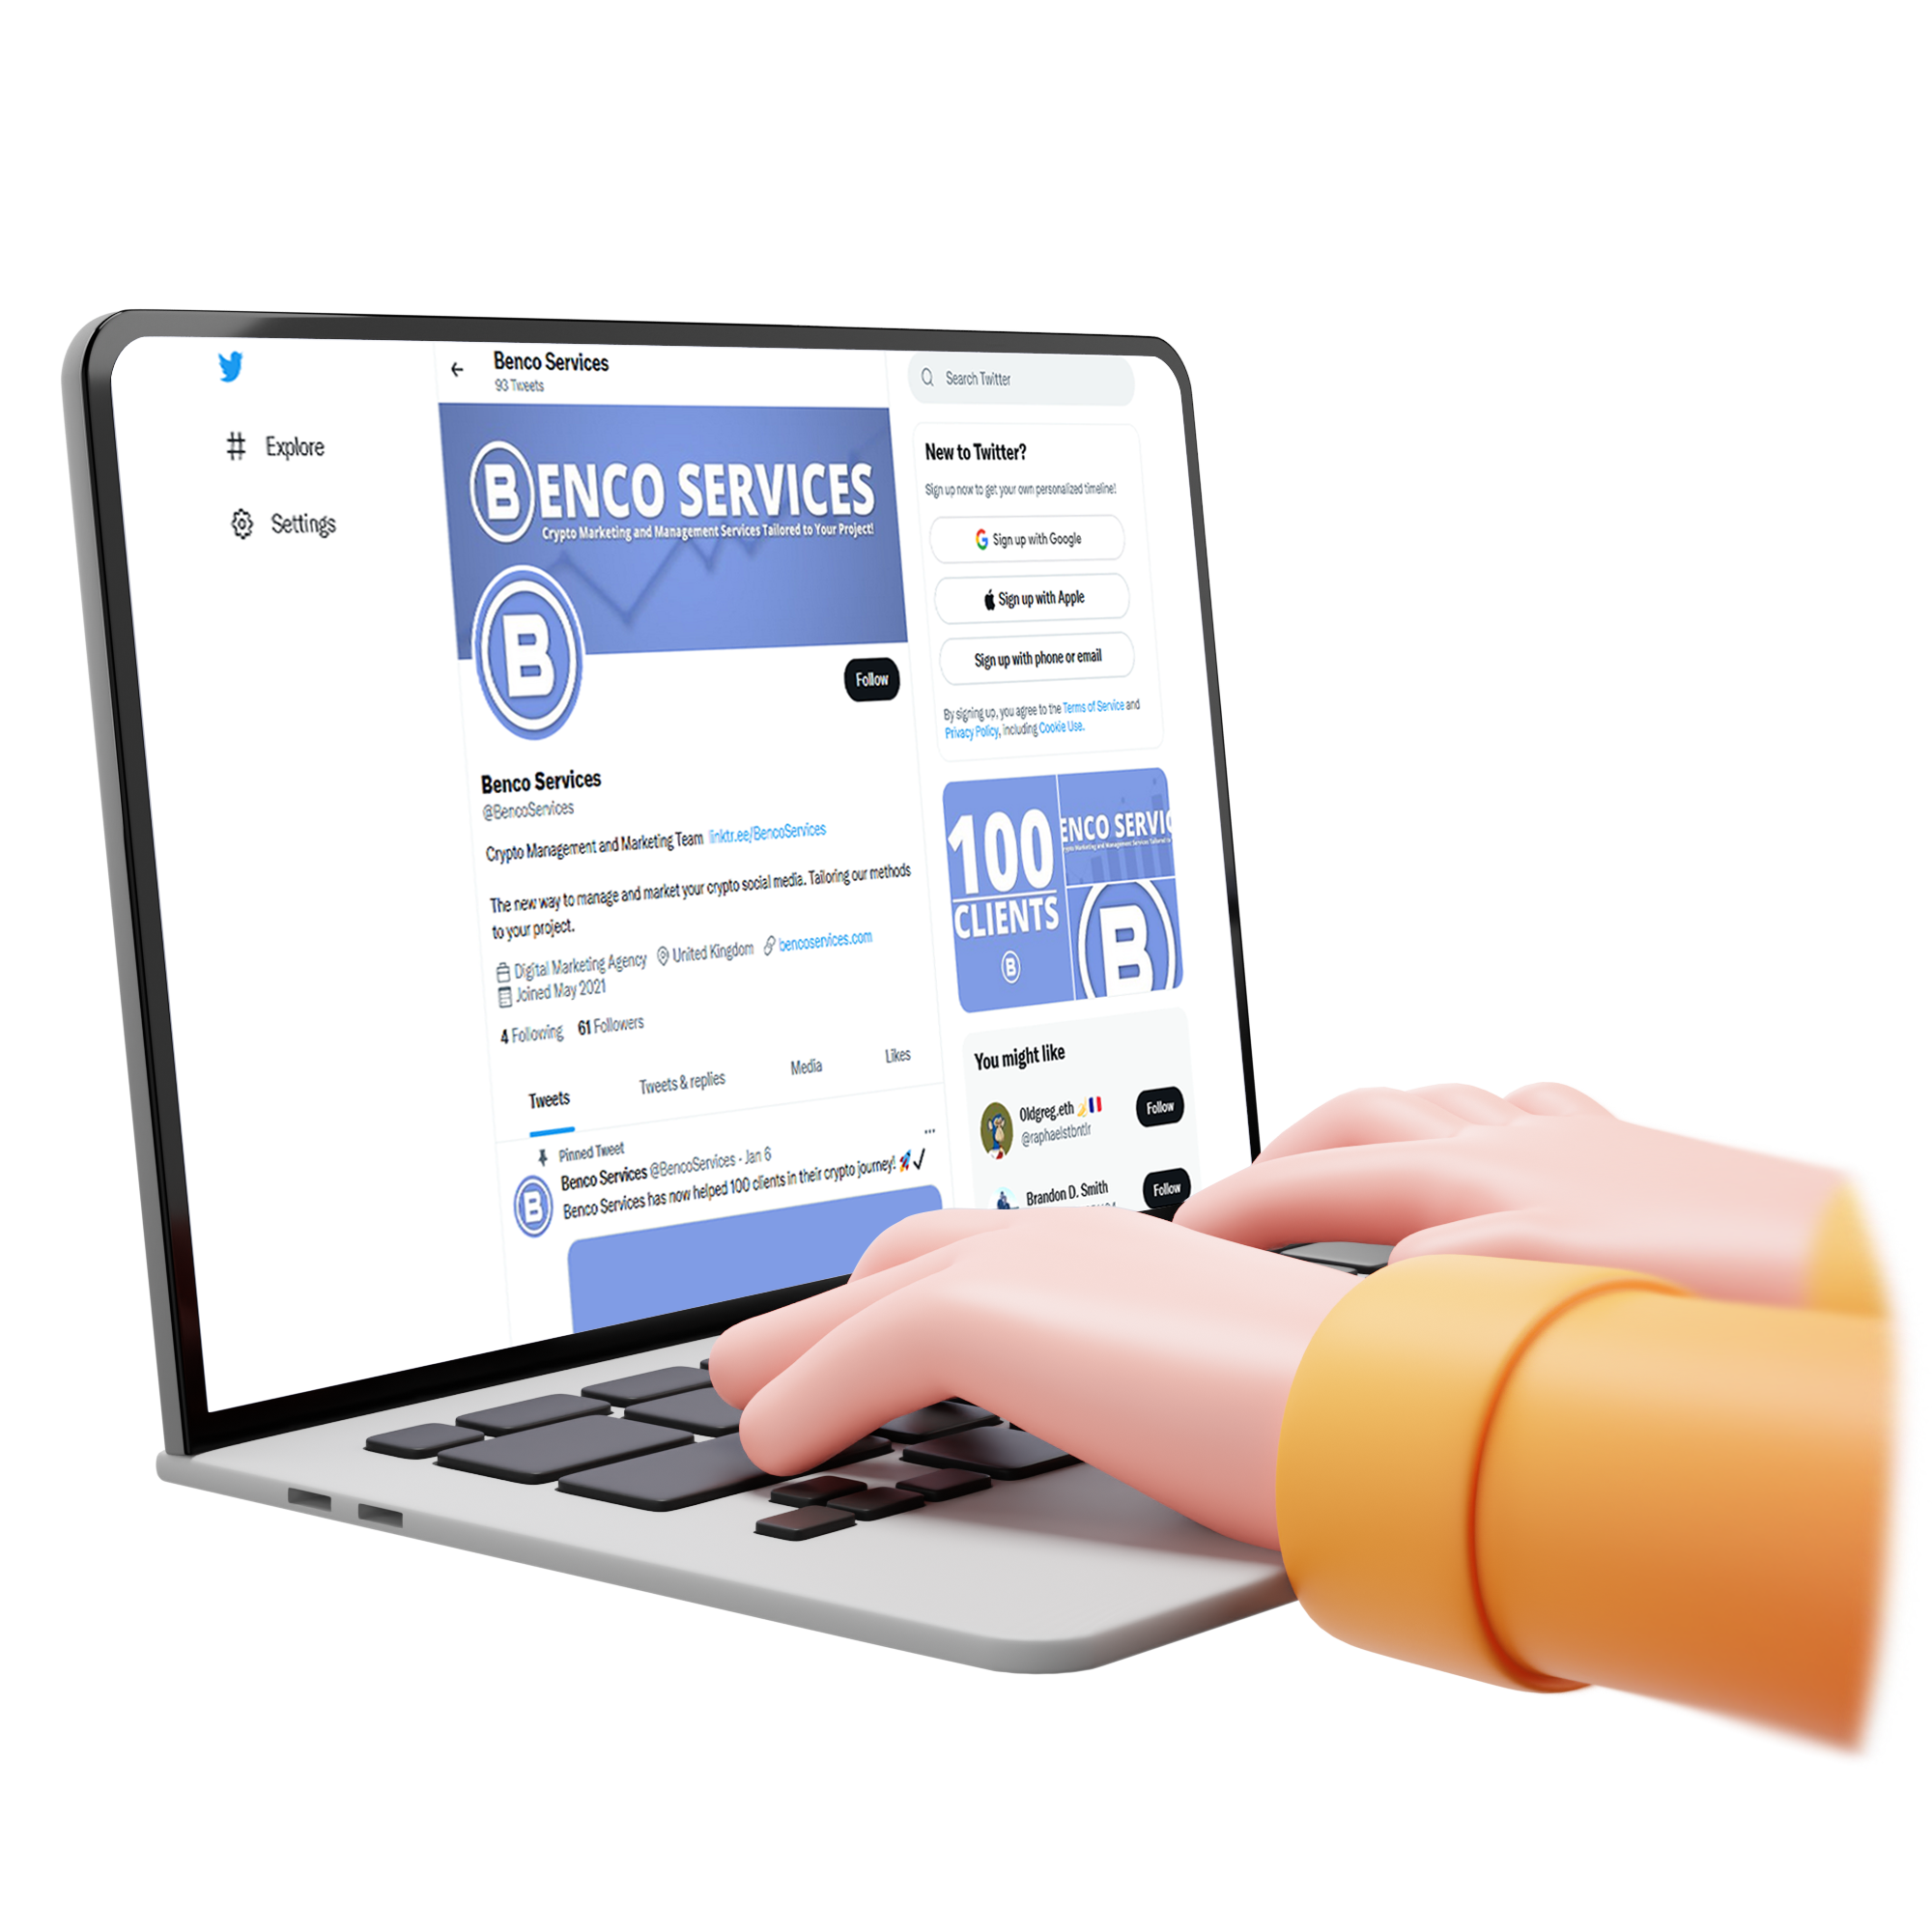 Explore
Settings
Benco Services
93 Tweets
BENCO SERVICES
Crypto Marketing and Management Services Tailored to Your Project!
B
Follow
Benco Services
@BencoServices
Crypto Management and Marketing Team linktr.ee/BencoServices
The new way to manage and market your crypto social media. Tailoring our methods
to your project.
Digital Marketing Agency United Kingdom bencoservices.com
Joined May 2021
4 Following 61 Followers
Tweets Tweets & replies Media Likes
Pinned Tweet
Benco Services @BencoServices - Jan 6
Benco Services has now helped 100 clients in their crypto journey! 🚀✓
B
Search Twitter
New to Twitter?
Sign up now to get your own personalized timeline!
Sign up with Google
Sign up with Apple
Sign up with phone or email
By signing up, you agree to the Terms of Service and
Privacy Policy, including Cookie Use.
100
CLIENTS
B
ENCO SERVIC
B
You might like
Oldgreg.eth
@raphaelstbntlr
Follow
Brandon D. Smith
Follow